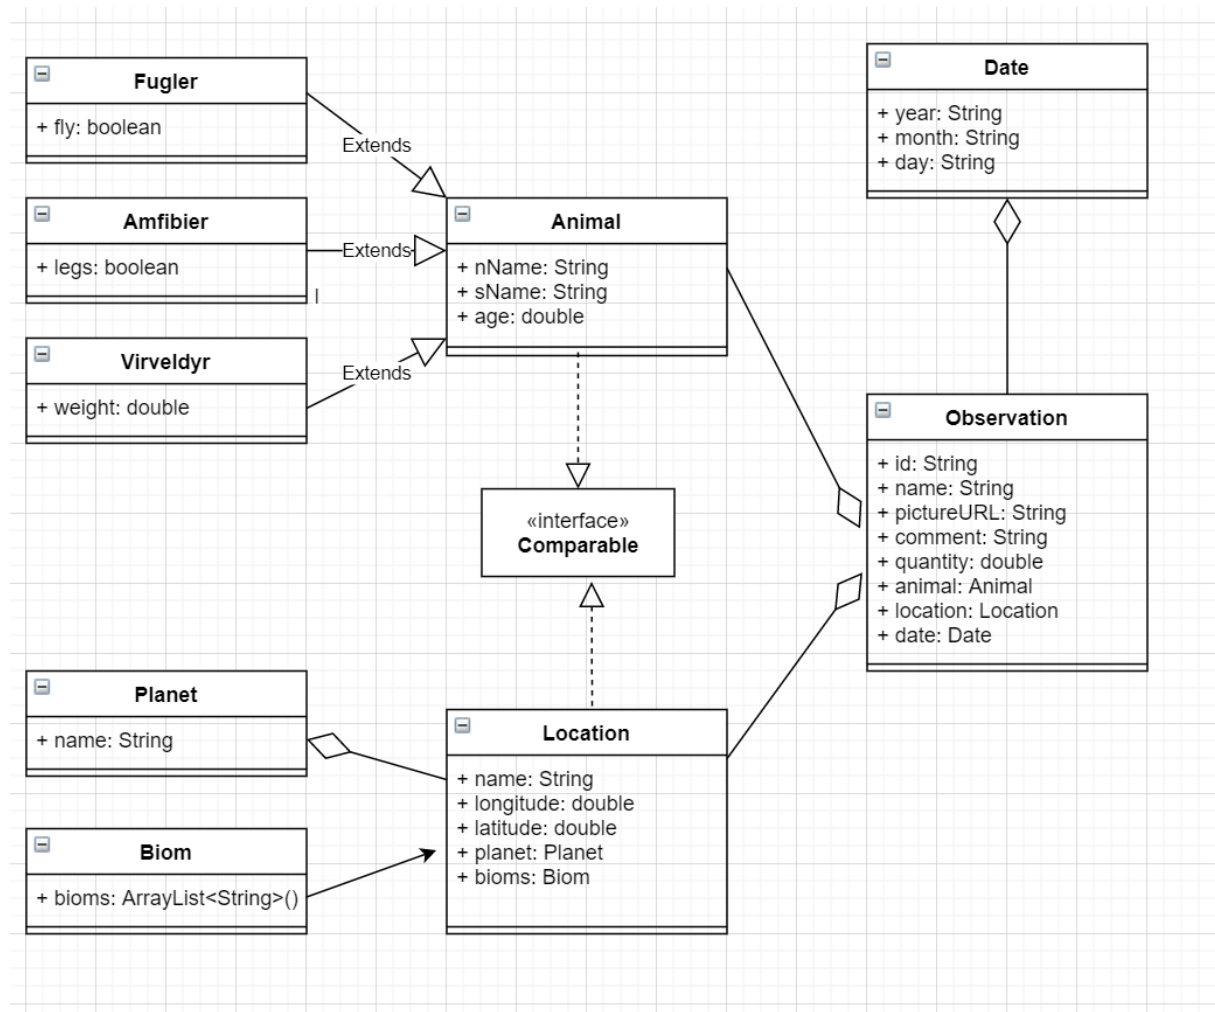 Fugler
+ fly: boolean
Extends
Amfibier
+ legs: boolean
Extends
Virveldyr
+ weight: double
Extends
Animal
+ nName: String
+ sName: String
+ age: double
«interface»
Comparable
Date
+ year: String
+ month: String
+ day: String
Observation
+ id: String
+ name: String
+ pictureURL: String
+ comment: String
+ quantity: double
+ animal: Animal
+ location: Location
+ date: Date
Planet
+ name: String
Biom
+ bioms: ArrayList<String>()
Location
+ name: String
+ longitude: double
+ latitude: double
+ planet: Planet
+ bioms: Biom